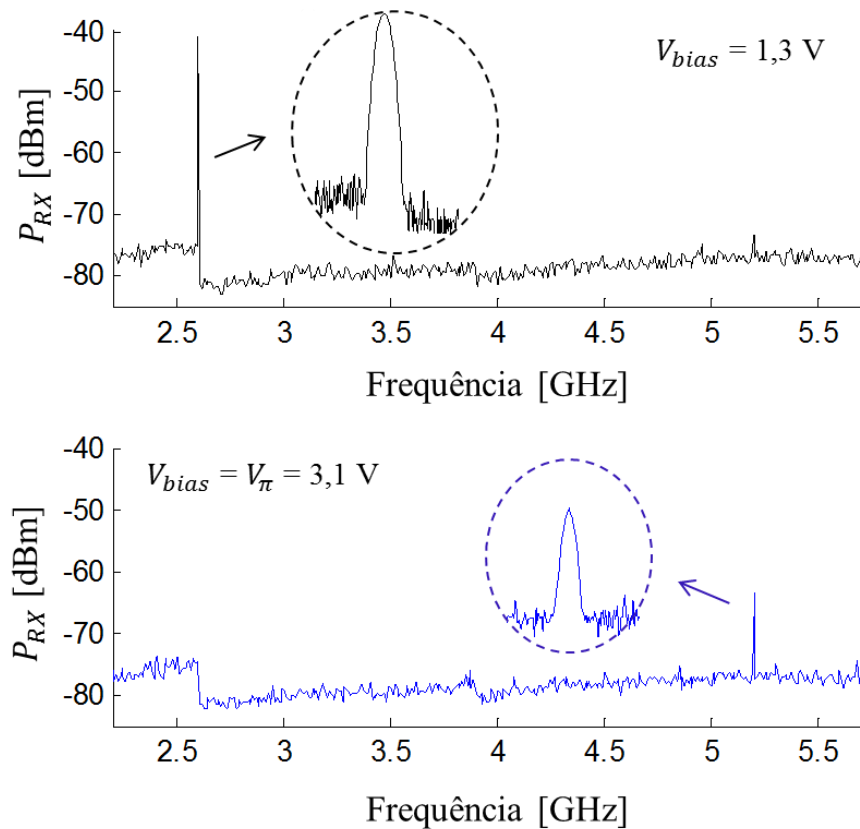 -40
-50
-60
-70
-80
P_RX [dBm]
V_bias = 1,3 V
2.5 3 3.5 4 4.5 5 5.5
Frequência [GHz]
-40
-50
-60
-70
-80
P_RX [dBm]
V_bias = V_π = 3,1 V
2.5 3 3.5 4 4.5 5 5.5
Frequência [GHz]